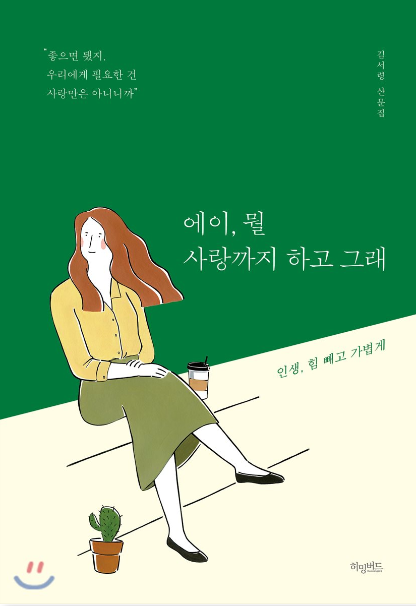 "좋으면 됐지,
우리에게 필요한 건
사랑만은 아니니까"
김서령 산문집
에이, 뭘
사랑까지 하고 그래
인생, 힘 빼고 가볍게
허밍버드